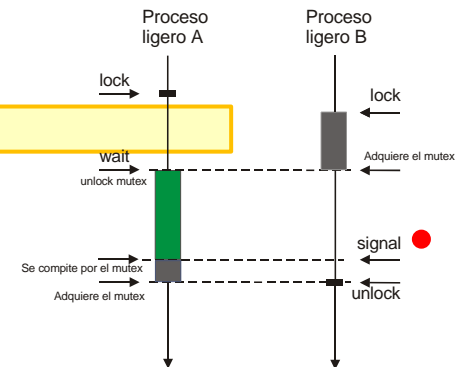 Proceso
ligero A
Proceso
ligero B
lock
lock
wait
unlock mutex
Adquiere el mutex
signal
Se compite por el mutex
Adquiere el mutex
unlock